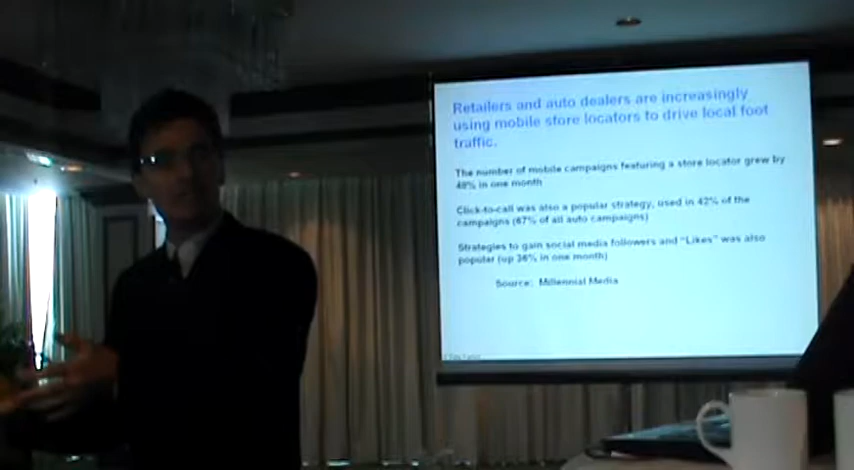 Retailers and auto dealers are increasingly
using mobile store locators to drive local foot
traffic.
The number of mobile campaigns featuring a store locator grew by
48% in one month
Click-to-call was also a popular strategy, used in 42% of the
campaigns (67% of all auto campaigns)
Strategies to gain social media followers and "Likes" was also
popular (up 36% in one month)
Source: Millennial Media